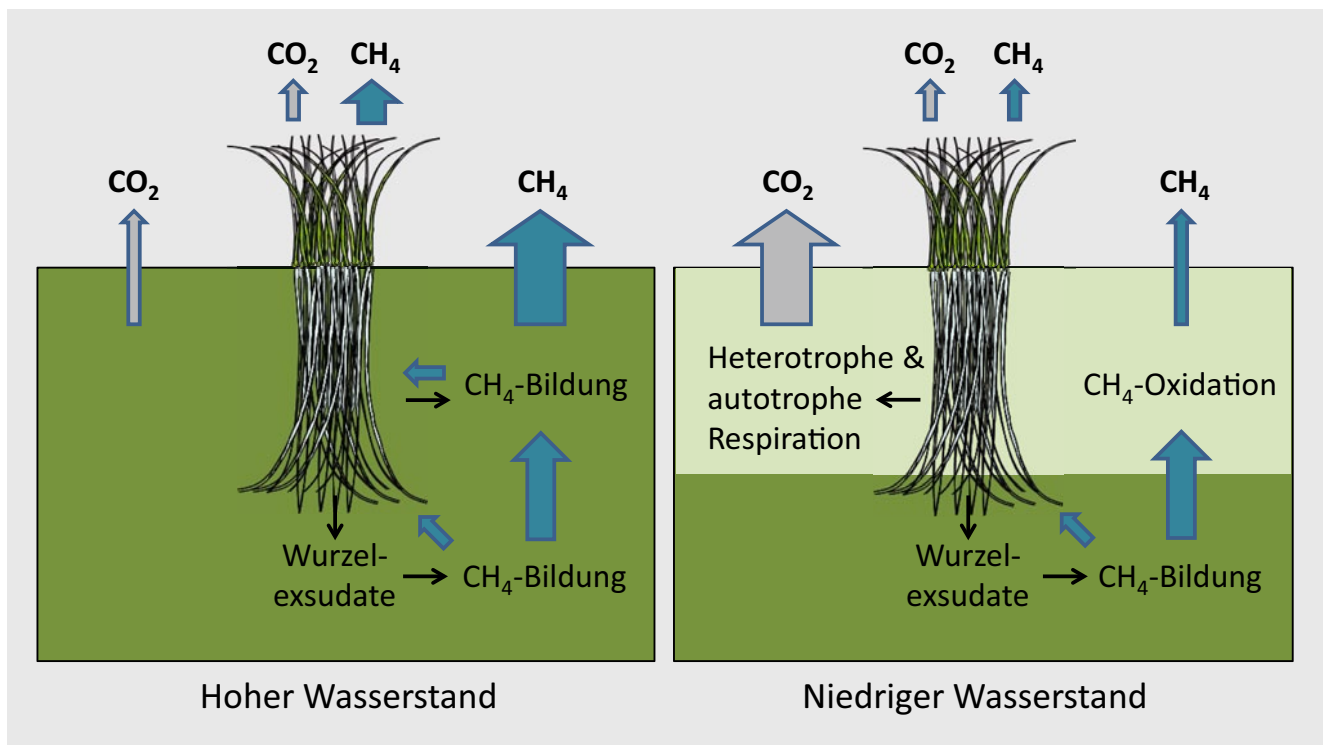 CO₂ CH₄
CO₂
CH₄
CH₄-Bildung
Wurzel-
exsudate
CH₄-Bildung
Hoher Wasserstand
CO₂ CH₄
CO₂
CH₄
Heterotrophe &
autotrophe
Respiration
CH₄-Oxidation
Wurzel-
exsudate
CH₄-Bildung
Niedriger Wasserstand